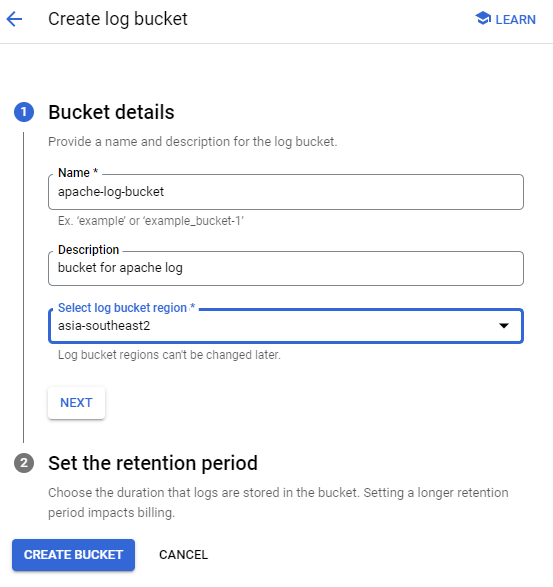 Create log bucket
LEARN
1
Bucket details
Provide a name and description for the log bucket.
Name *
apache-log-bucket
Ex. 'example' or 'example_bucket-1'
Description
bucket for apache log
Select log bucket region *
asia-southeast2
Log bucket regions can't be changed later.
NEXT
2
Set the retention period
Choose the duration that logs are stored in the bucket. Setting a longer retention
period impacts billing.
CREATE BUCKET
CANCEL